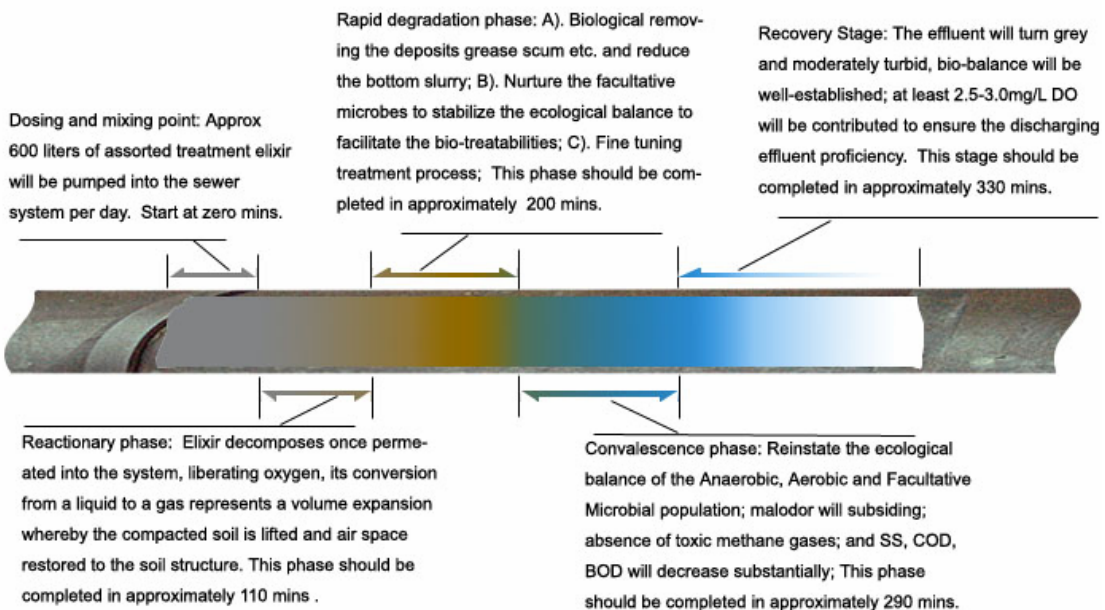 Dosing and mixing point: Approx
600 liters of assorted treatment elixir
will be pumped into the sewer
system per day.  Start at zero mins.
Rapid degradation phase: A). Biological remov-
ing the deposits grease scum etc. and reduce
the bottom slurry; B). Nurture the facultative
microbes to stabilize the ecological balance to
facilitate the bio-treatabilities; C). Fine tuning
treatment process;  This phase should be com-
pleted in approximately  200 mins.
Recovery Stage: The effluent will turn grey
and moderately turbid, bio-balance will be
well-established; at least 2.5-3.0mg/L DO
will be contributed to ensure the discharging
effluent proficiency.  This stage should be
completed in approximately 330 mins.
Reactionary phase:  Elixir decomposes once perme-
ated into the system, liberating oxygen, its conversion
from a liquid to a gas represents a volume expansion
whereby the compacted soil is lifted and air space
restored to the soil structure. This phase should be
completed in approximately 110 mins .
Convalescence phase: Reinstate the ecological
balance of the Anaerobic, Aerobic and Facultative
Microbial population; malodor will subsiding;
absence of toxic methane gases; and SS, COD,
BOD will decrease substantially; This phase
should be completed in approximately 290 mins.